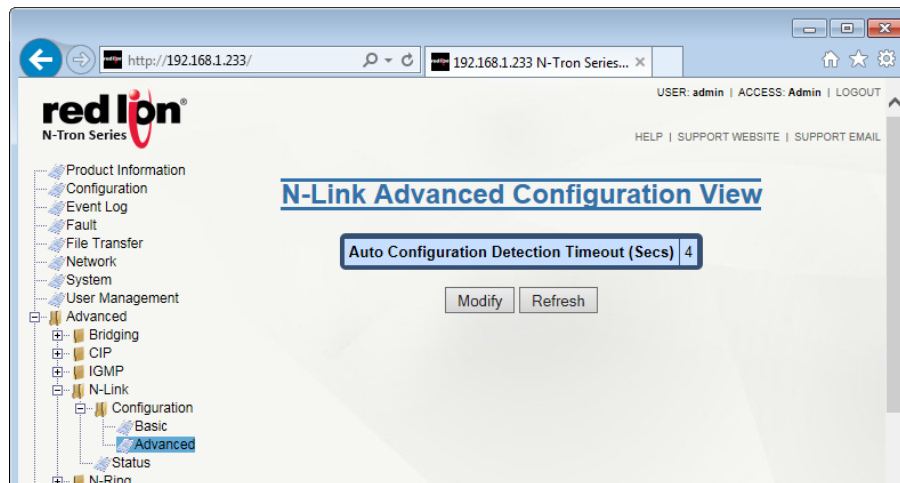 http://192.168.1.233/
192.168.1.233 N-Tron Series...
USER: admin | ACCESS: Admin | LOGOUT
red lion®
N-Tron Series
HELP | SUPPORT WEBSITE | SUPPORT EMAIL
Product Information
Configuration
Event Log
Fault
File Transfer
Network
System
User Management
Advanced
Bridging
CIP
IGMP
N-Link
Configuration
Basic
Advanced
Status
N-Ring
N-Link Advanced Configuration View
Auto Configuration Detection Timeout (Secs) 4
Modify Refresh